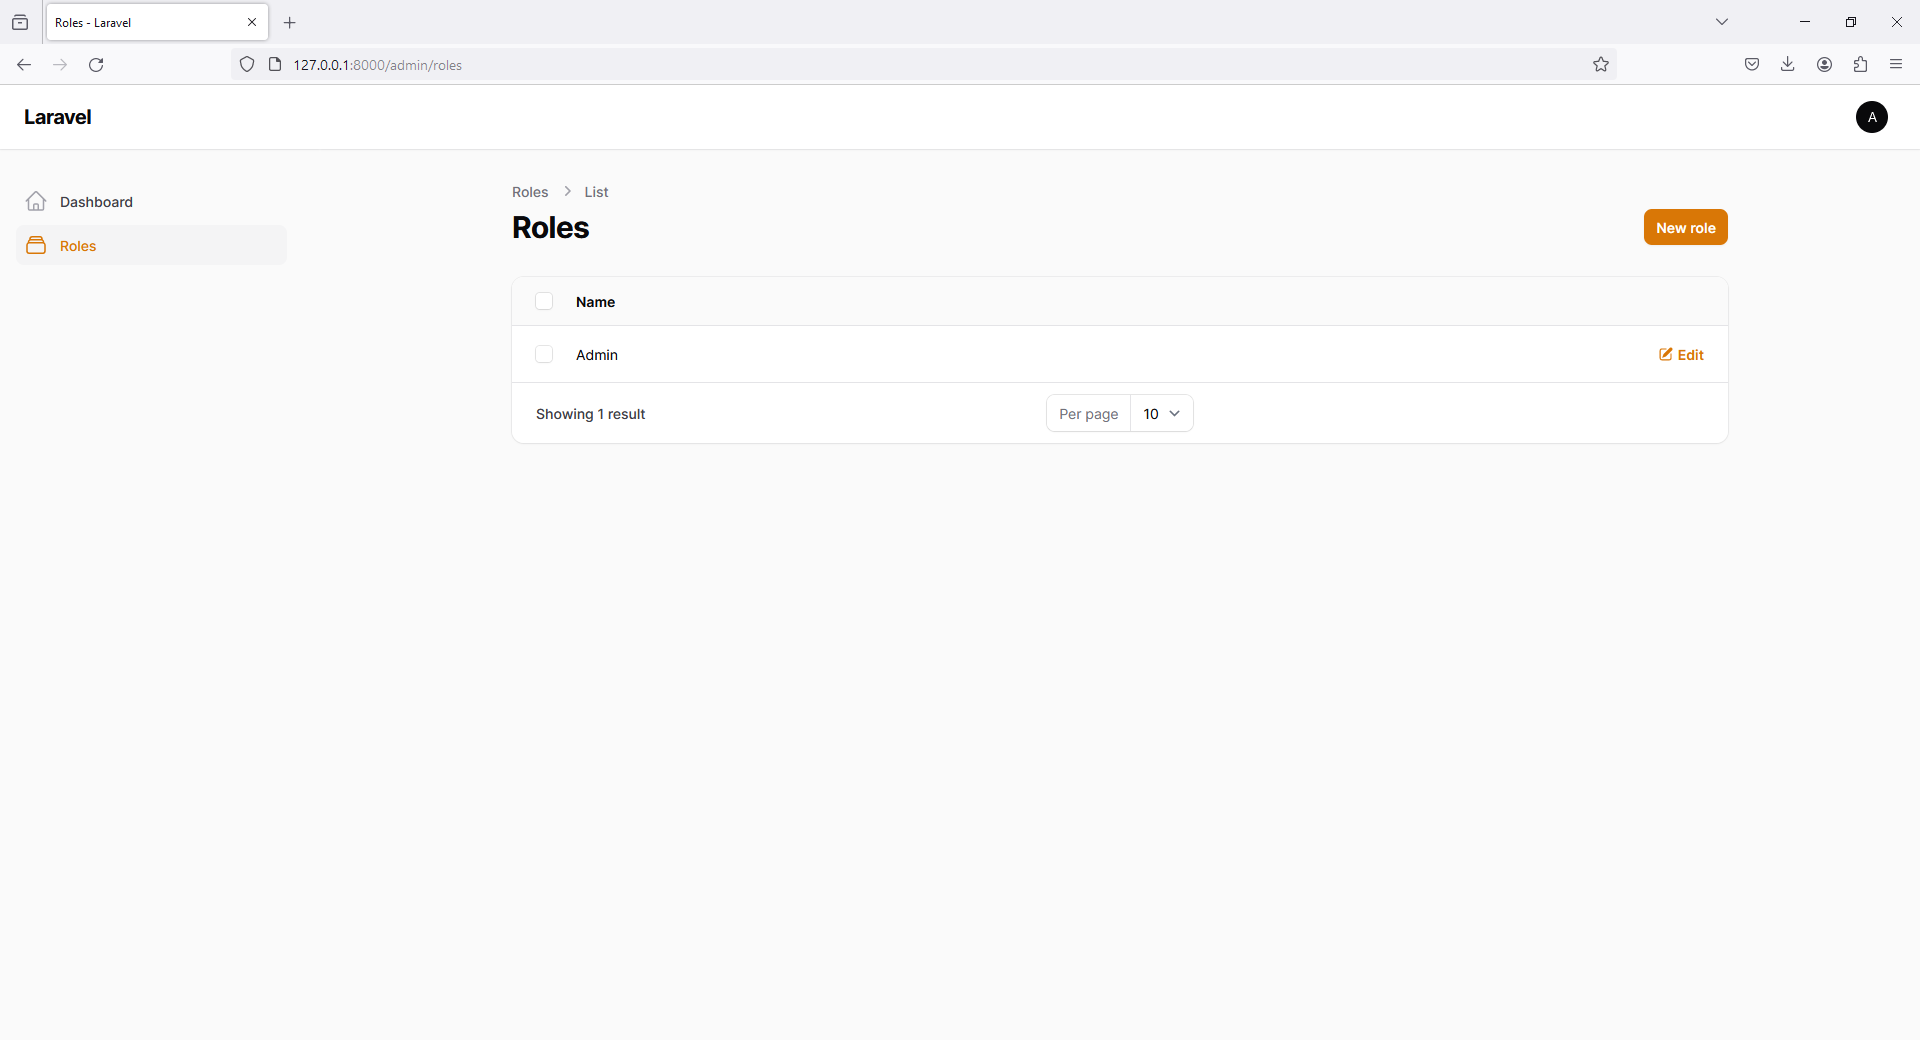 Roles - Laravel
127.0.0.1:8000/admin/roles
Laravel
A
Dashboard
Roles
Roles > List
Roles
New role
Name
Admin
Edit
Showing 1 result
Per page 10